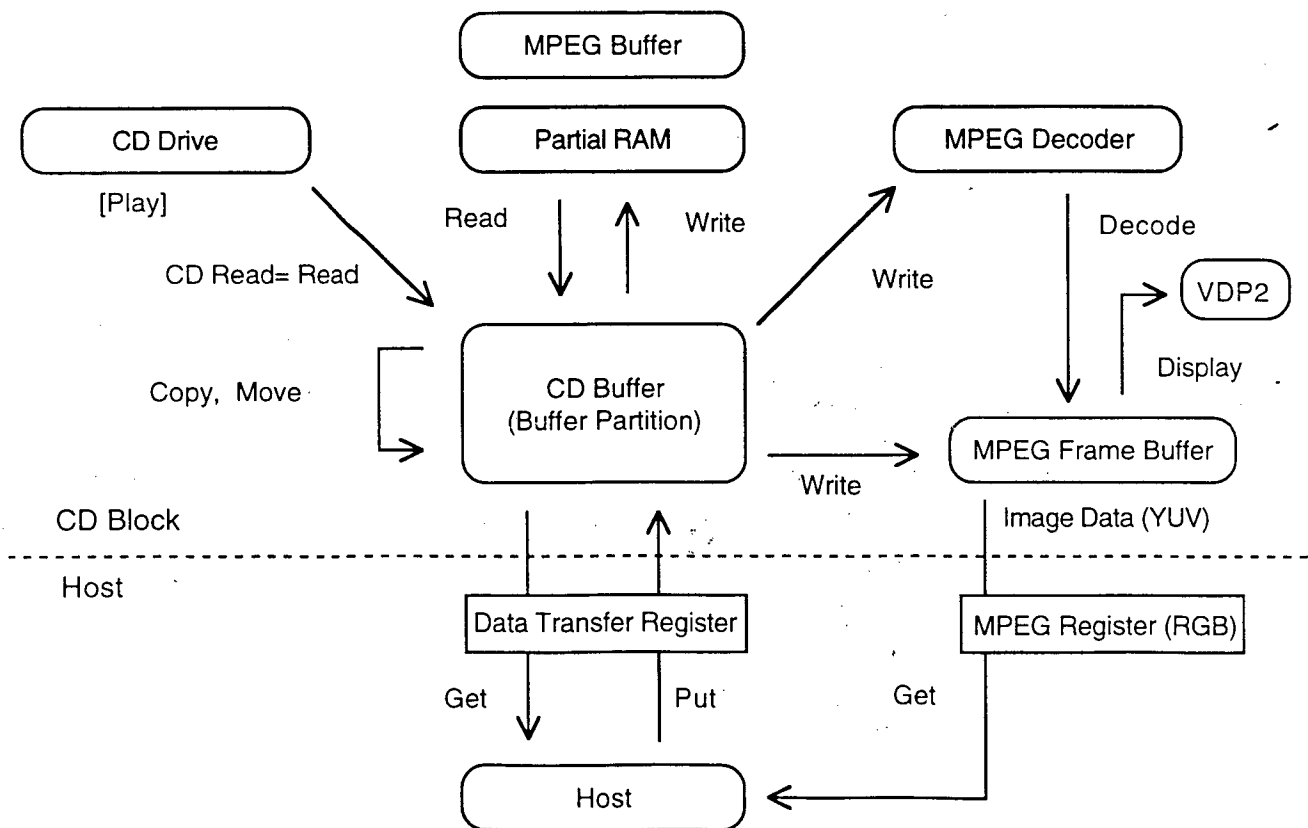 MPEG Buffer
CD Drive
Partial RAM
MPEG Decoder
[Play]
Read
Write
Decode
CD Read= Read
Write
VDP2
Copy, Move
CD Buffer
(Buffer Partition)
Display
MPEG Frame Buffer
Write
CD Block
Image Data (YUV)
Host
Data Transfer Register
MPEG Register (RGB)
Get
Put
Get
Host